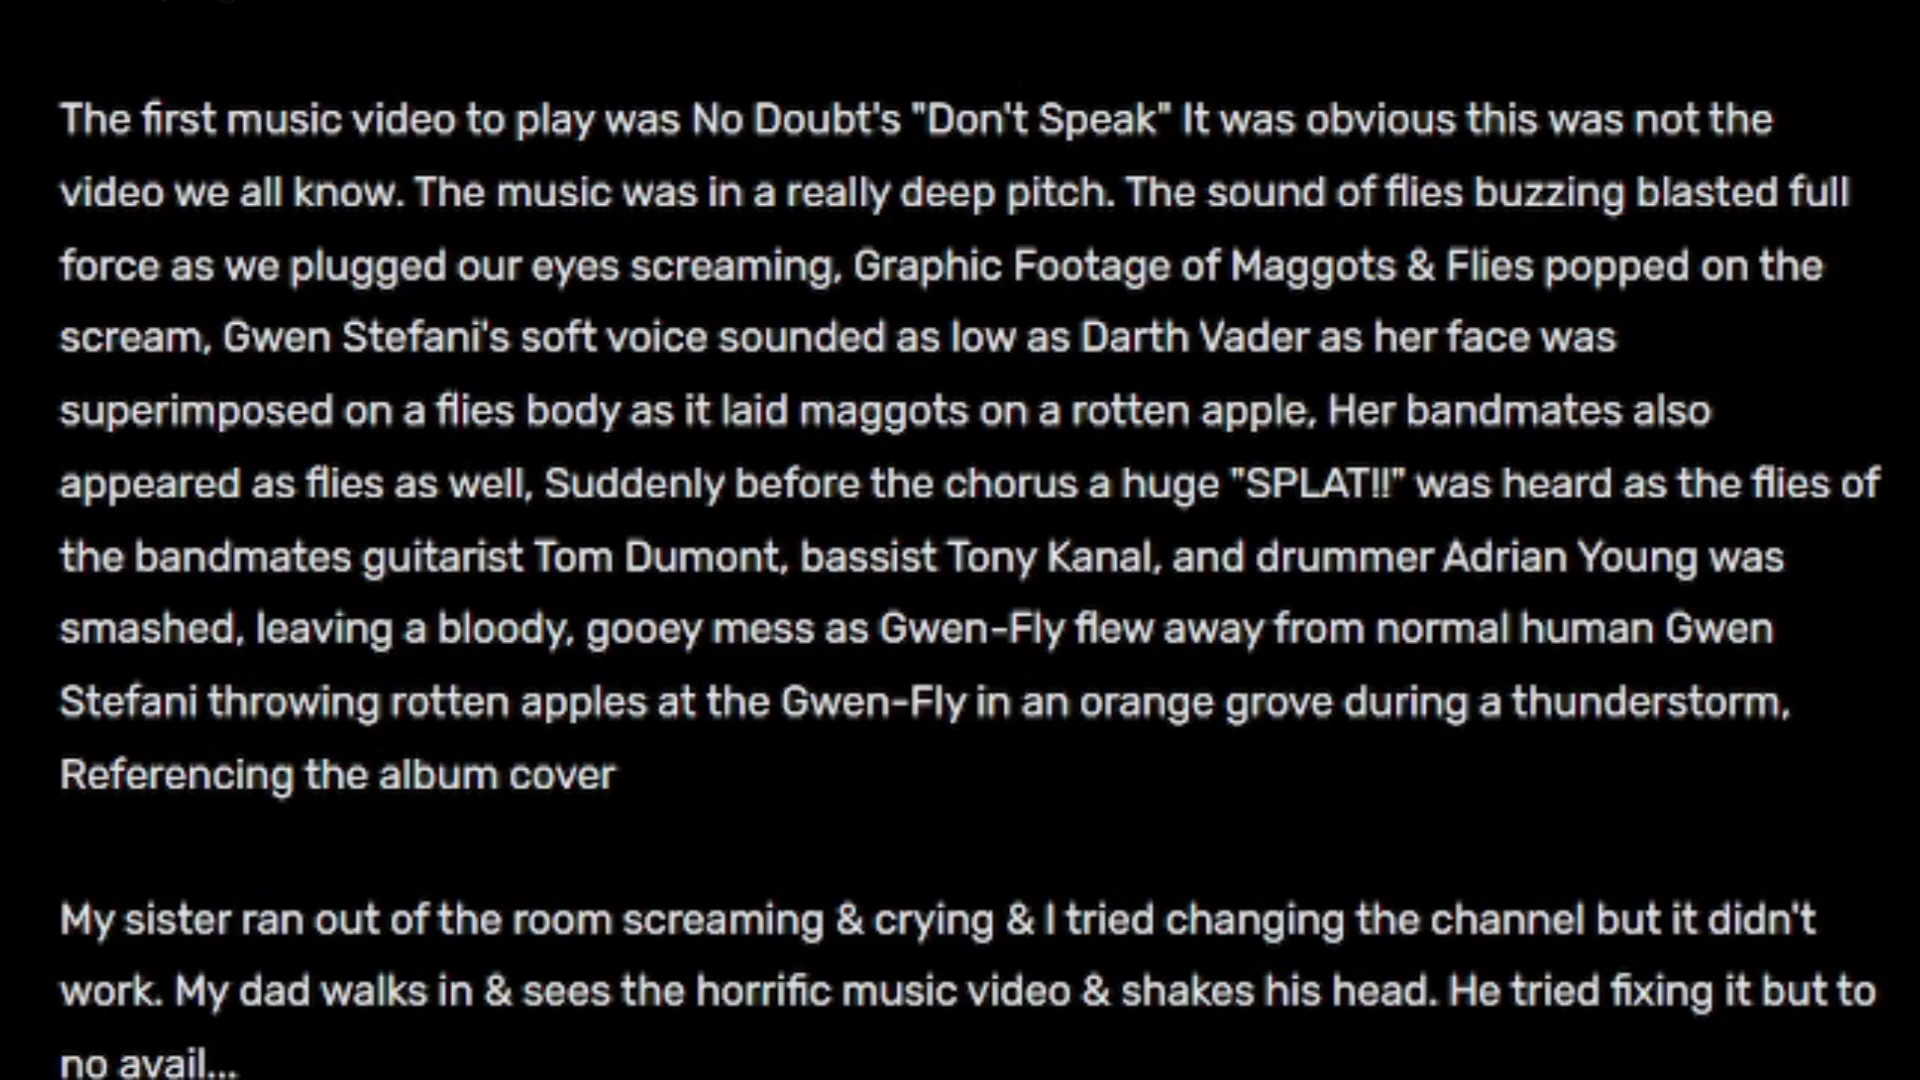 The first music video to play was No Doubt's "Don't Speak" It was obvious this was not the
video we all know. The music was in a really deep pitch. The sound of flies buzzing blasted full
force as we plugged our eyes screaming, Graphic Footage of Maggots & Flies popped on the
scream, Gwen Stefani's soft voice sounded as low as Darth Vader as her face was
superimposed on a flies body as it laid maggots on a rotten apple, Her bandmates also
appeared as flies as well, Suddenly before the chorus a huge "SPLAT!!" was heard as the flies of
the bandmates guitarist Tom Dumont, bassist Tony Kanal, and drummer Adrian Young was
smashed, leaving a bloody, gooey mess as Gwen-Fly flew away from normal human Gwen
Stefani throwing rotten apples at the Gwen-Fly in an orange grove during a thunderstorm,
Referencing the album cover
My sister ran out of the room screaming & crying & I tried changing the channel but it didn't
work. My dad walks in & sees the horrific music video & shakes his head. He tried fixing it but to
no avail...